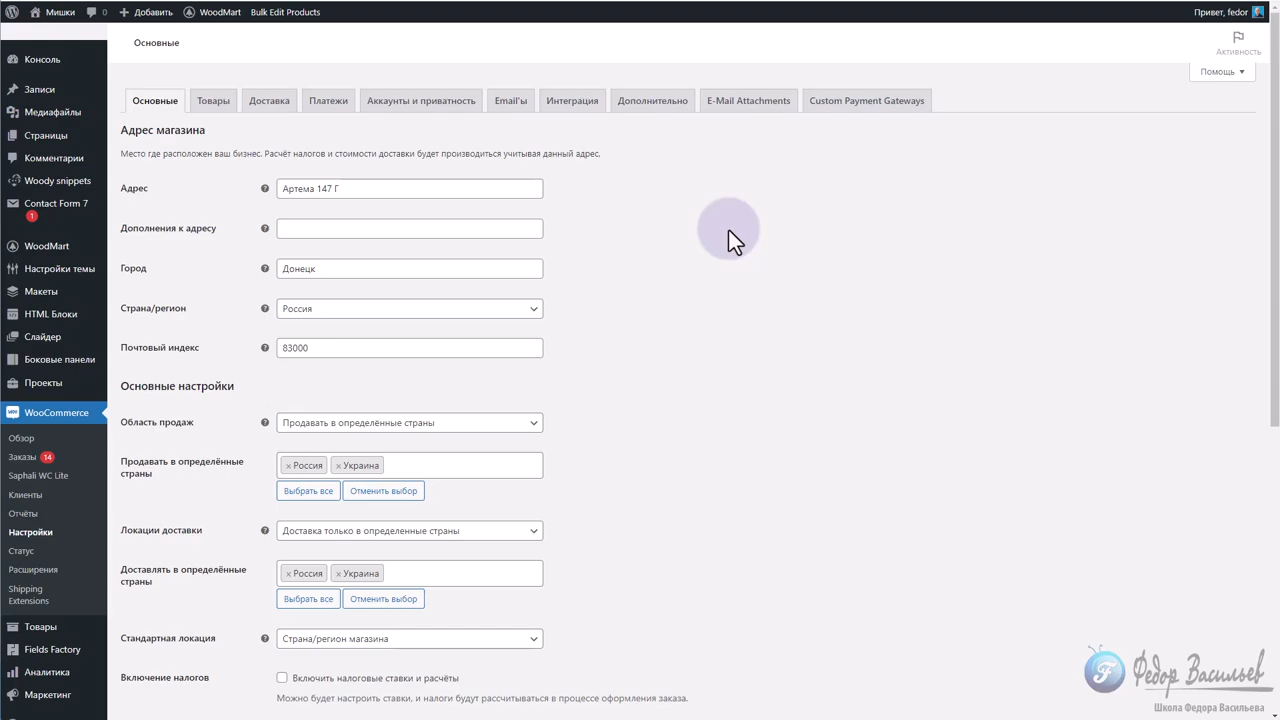 Мишки 0 Добавить WoodMart Bulk Edit Products Привет, fedor
Основные
Активность
Помощь
Основные Товары Доставка Платежи Аккаунты и приватность Email'ы Интеграция Дополнительно E-Mail Attachments Custom Payment Gateways
Консоль
Записи
Медиафайлы
Страницы
Комментарии
Woody snippets
Contact Form 7
1
WoodMart
Настройки темы
Макеты
HTML Блоки
Слайдер
Боковые панели
Проекты
WooCommerce
Обзор
Заказы 14
Saphali WC Lite
Клиенты
Отчёты
Настройки
Статус
Расширения
Shipping
Extensions
Товары
Fields Factory
Аналитика
Маркетинг
Адрес магазина
Место где расположен ваш бизнес. Расчёт налогов и стоимости доставки будет производиться учитывая данный адрес.
Адрес ? Артема 147 Г
Дополнения к адресу ?
Город ? Донецк
Страна/регион ? Россия
Почтовый индекс ? 83000
Основные настройки
Область продаж ? Продавать в определённые страны
Продавать в определённые
страны ? × Россия × Украина
Выбрать все Отменить выбор
Локации доставки ? Доставка только в определенные страны
Доставлять в определённые
страны ? × Россия × Украина
Выбрать все Отменить выбор
Стандартная локация ? Страна/регион магазина
Включение налогов Включить налоговые ставки и расчёты
Можно будет настроить ставки, и налоги будут рассчитываться в процессе оформления заказа.
Федор Васильев
Школа Федора Васильева